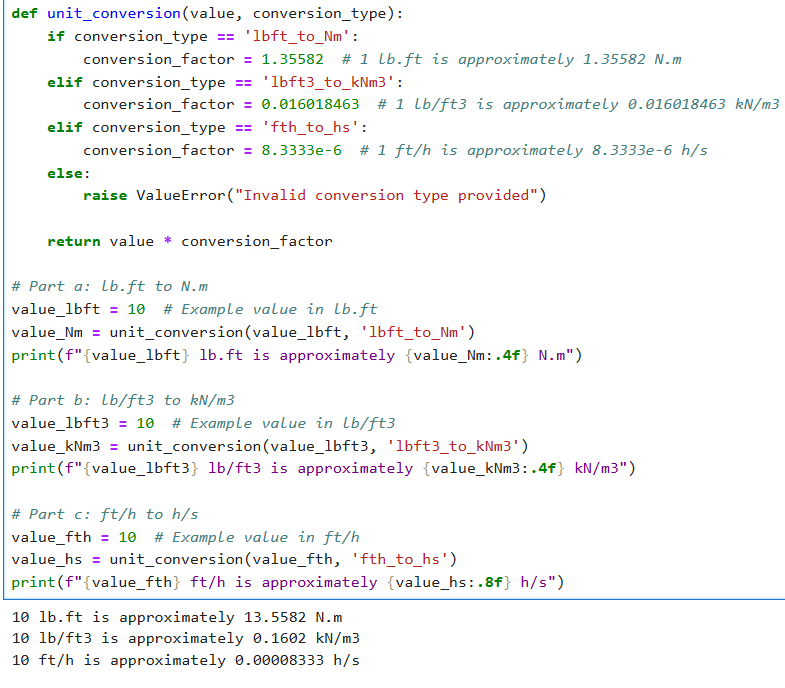 def unit_conversion(value, conversion_type):
    if conversion_type == 'lbft_to_Nm':
        conversion_factor = 1.35582  # 1 lb.ft is approximately 1.35582 N.m
    elif conversion_type == 'lbft3_to_kNm3':
        conversion_factor = 0.016018463  # 1 lb/ft3 is approximately 0.016018463 kN/m3
    elif conversion_type == 'fth_to_hs':
        conversion_factor = 8.3333e-6  # 1 ft/h is approximately 8.3333e-6 h/s
    else:
        raise ValueError("Invalid conversion type provided")

    return value * conversion_factor

# Part a: lb.ft to N.m
value_lbft = 10  # Example value in lb.ft
value_Nm = unit_conversion(value_lbft, 'lbft_to_Nm')
print(f"{value_lbft} lb.ft is approximately {value_Nm:.4f} N.m")

# Part b: lb/ft3 to kN/m3
value_lbft3 = 10  # Example value in lb/ft3
value_kNm3 = unit_conversion(value_lbft3, 'lbft3_to_kNm3')
print(f"{value_lbft3} lb/ft3 is approximately {value_kNm3:.4f} kN/m3")

# Part c: ft/h to h/s
value_fth = 10  # Example value in ft/h
value_hs = unit_conversion(value_fth, 'fth_to_hs')
print(f"{value_fth} ft/h is approximately {value_hs:.8f} h/s")

10 lb.ft is approximately 13.5582 N.m
10 lb/ft3 is approximately 0.1602 kN/m3
10 ft/h is approximately 0.00008333 h/s